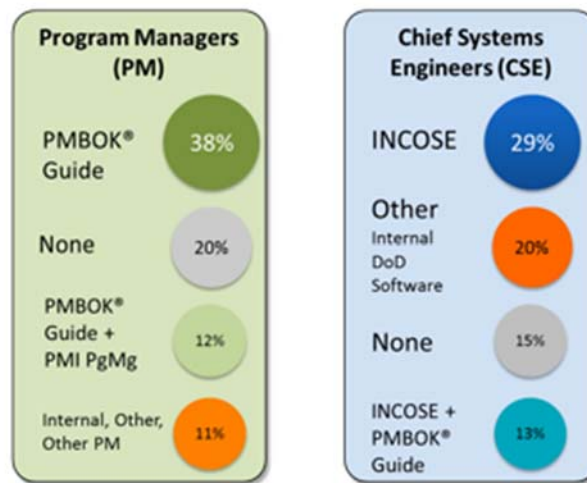 Program Managers
(PM)
PMBOK®
Guide
38%
None
20%
PMBOK®
Guide +
PMI PgMg
12%
Internal, Other,
Other PM
11%
Chief Systems
Engineers (CSE)
INCOSE
29%
Other
Internal
DoD
Software
20%
None
15%
INCOSE +
PMBOK®
Guide
13%